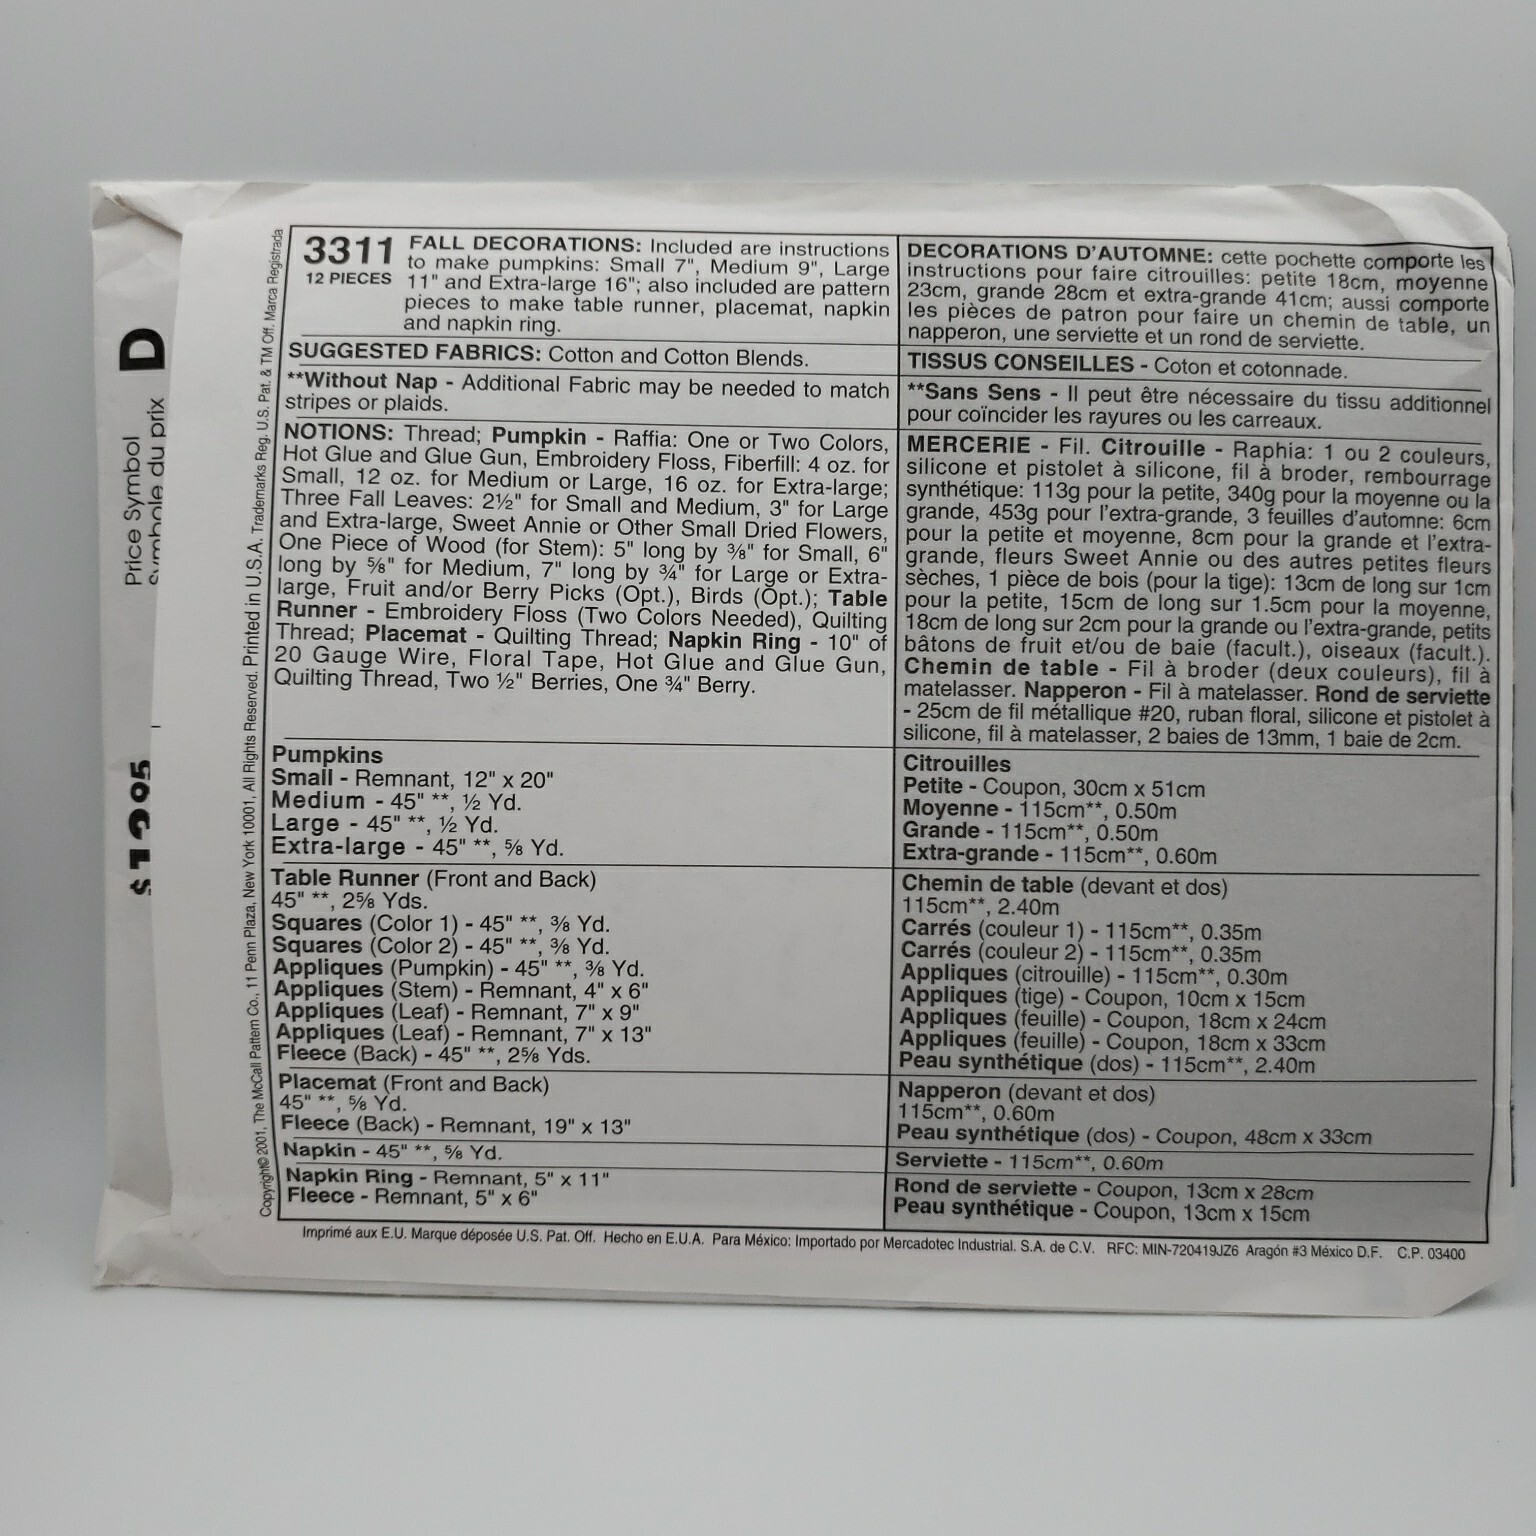 3311
12 PIECES
FALL DECORATIONS: Included are instructions
to make pumpkins: Small 7", Medium 9", Large
11" and Extra-large 16"; also included are pattern
pieces to make table runner, placemat, napkin
and napkin ring.
SUGGESTED FABRICS: Cotton and Cotton Blends.
**Without Nap - Additional Fabric may be needed to match
stripes or plaids.
NOTIONS: Thread; Pumpkin - Raffia: One or Two Colors,
Hot Glue and Glue Gun, Embroidery Floss, Fiberfill: 4 oz. for
Small, 12 oz. for Medium or Large, 16 oz. for Extra-large;
Three Fall Leaves: 2½" for Small and Medium, 3" for Large
and Extra-large, Sweet Annie or Other Small Dried Flowers,
One Piece of Wood (for Stem): 5" long by ⅜" for Small, 6"
long by ⅝" for Medium, 7" long by ¾" for Large or Extra-
large, Fruit and/or Berry Picks (Opt.), Birds (Opt.); Table
Runner - Embroidery Floss (Two Colors Needed), Quilting
Thread; Placemat - Quilting Thread; Napkin Ring - 10" of
20 Gauge Wire, Floral Tape, Hot Glue and Glue Gun,
Quilting Thread, Two ½" Berries, One ¾" Berry.
Pumpkins
Small - Remnant, 12" x 20"
Medium - 45" **, ½ Yd.
Large - 45" **, ½ Yd.
Extra-large - 45" **, ⅝ Yd.
Table Runner (Front and Back)
45" **, 2⅝ Yds.
Squares (Color 1) - 45" **, ⅜ Yd.
Squares (Color 2) - 45" **, ⅜ Yd.
Appliques (Pumpkin) - 45" **, ⅜ Yd.
Appliques (Stem) - Remnant, 4" x 6"
Appliques (Leaf) - Remnant, 7" x 9"
Appliques (Leaf) - Remnant, 7" x 13"
Fleece (Back) - 45" **, 2⅝ Yds.
Placemat (Front and Back)
45" **, ⅝ Yd.
Fleece (Back) - Remnant, 19" x 13"
Napkin - 45" **, ⅝ Yd.
Napkin Ring - Remnant, 5" x 11"
Fleece - Remnant, 5" x 6"
DECORATIONS D'AUTOMNE: cette pochette comporte les
instructions pour faire citrouilles: petite 18cm, moyenne
23cm, grande 28cm et extra-grande 41cm; aussi comporte
les pièces de patron pour faire un chemin de table, un
napperon, une serviette et un rond de serviette.
TISSUS CONSEILLES - Coton et cotonnade.
**Sans Sens - Il peut être nécessaire du tissu additionnel
pour coïncider les rayures ou les carreaux.
MERCERIE - Fil. Citrouille - Raphia: 1 ou 2 couleurs,
silicone et pistolet à silicone, fil à broder, rembourrage
synthétique: 113g pour la petite, 340g pour la moyenne ou la
grande, 453g pour l'extra-grande, 3 feuilles d'automne: 6cm
pour la petite et moyenne, 8cm pour la grande et l'extra-
grande, fleurs Sweet Annie ou des autres petites fleurs
sèches, 1 pièce de bois (pour la tige): 13cm de long sur 1cm
pour la petite, 15cm de long sur 1.5cm pour la moyenne,
18cm de long sur 2cm pour la grande ou l'extra-grande, petits
bâtons de fruit et/ou de baie (facult.), oiseaux (facult.).
Chemin de table - Fil à broder (deux couleurs), fil à
matelasser. Napperon - Fil à matelasser. Rond de serviette
- 25cm de fil métallique #20, ruban floral, silicone et pistolet à
silicone, fil à matelasser, 2 baies de 13mm, 1 baie de 2cm.
Citrouilles
Petite - Coupon, 30cm x 51cm
Moyenne - 115cm**, 0.50m
Grande - 115cm**, 0.50m
Extra-grande - 115cm**, 0.60m
Chemin de table (devant et dos)
115cm**, 2.40m
Carrés (couleur 1) - 115cm**, 0.35m
Carrés (couleur 2) - 115cm**, 0.35m
Appliques (citrouille) - 115cm**, 0.30m
Appliques (tige) - Coupon, 10cm x 15cm
Appliques (feuille) - Coupon, 18cm x 24cm
Appliques (feuille) - Coupon, 18cm x 33cm
Peau synthétique (dos) - 115cm**, 2.40m
Napperon (devant et dos)
115cm**, 0.60m
Peau synthétique (dos) - Coupon, 48cm x 33cm
Serviette - 115cm**, 0.60m
Rond de serviette - Coupon, 13cm x 28cm
Peau synthétique - Coupon, 13cm x 15cm
Imprimé aux E.U. Marque déposée U.S. Pat. Off. Hecho en E.U.A. Para México: Importado por Mercadotec Industrial. S.A. de C.V. RFC: MIN-720419JZ6 Aragón #3 México D.F. C.P. 03400
Copyright© 2001, The McCall Pattern Co., 11 Penn Plaza, New York 10001, All Rights Reserved. Printed in U.S.A. Trademarks Reg. U.S. Pat. & TM Off. Marca Registrada
Price Symbol D
Symbole du prix
$1295